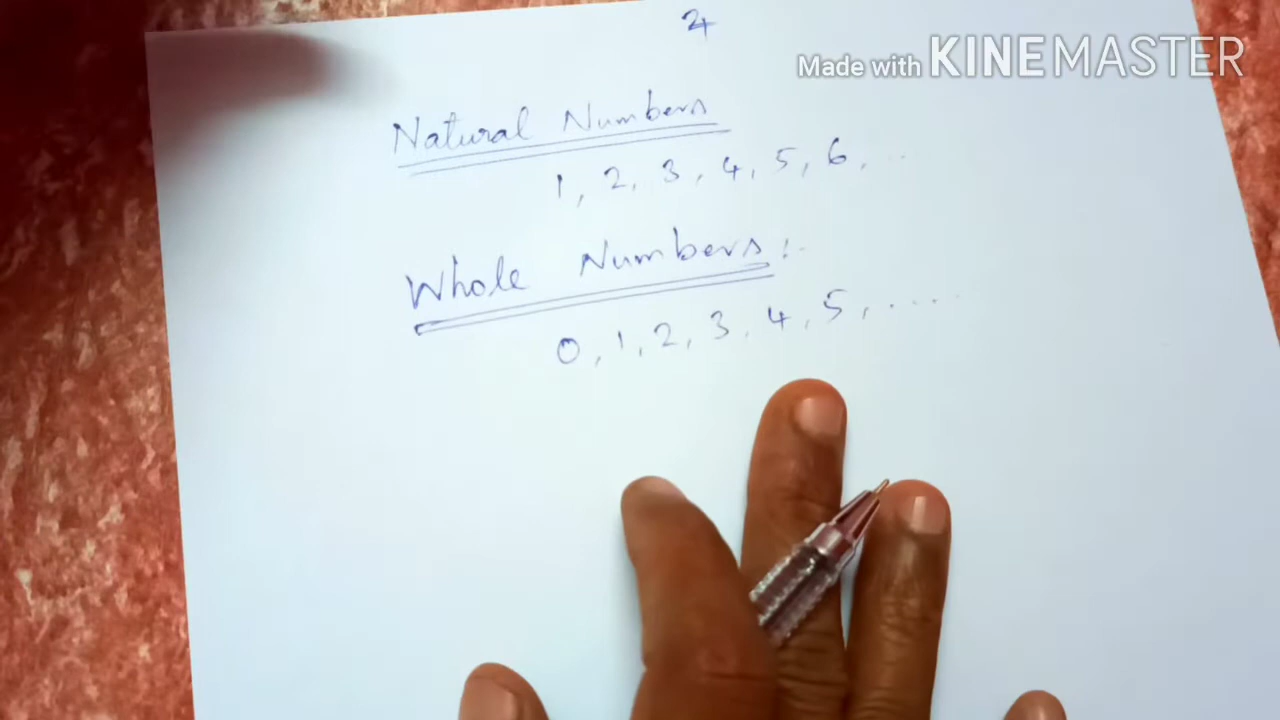 24
Made with KINEMASTER
Natural Numbers
1, 2, 3, 4, 5, 6, ..
Whole Numbers :-
0, 1, 2, 3, 4, 5, .....